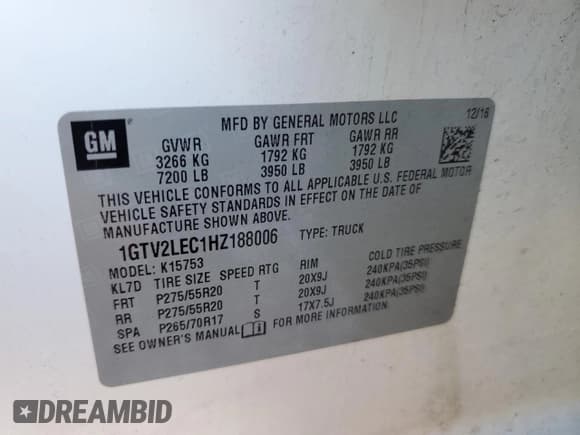 GM
MFD BY GENERAL MOTORS LLC 12/16
GVWR GAWR FRT GAWR RR
3266 KG 1792 KG 1792 KG
7200 LB 3950 LB 3950 LB
THIS VEHICLE CONFORMS TO ALL APPLICABLE U.S. FEDERAL MOTOR
VEHICLE SAFETY STANDARDS IN EFFECT ON THE DATE OF
MANUFACTURE SHOWN ABOVE.
1GTV2LEC1HZ188006 TYPE: TRUCK
MODEL: K15753
KL7D TIRE SIZE SPEED RTG RIM COLD TIRE PRESSURE
FRT P275/55R20 T 20X9J 240KPA(35PSI)
RR P275/55R20 T 20X9J 240KPA(35PSI)
SPA P265/70R17 S 17X7.5J 240KPA(35PSI)
SEE OWNER'S MANUAL FOR MORE INFORMATION.
DREAMBID